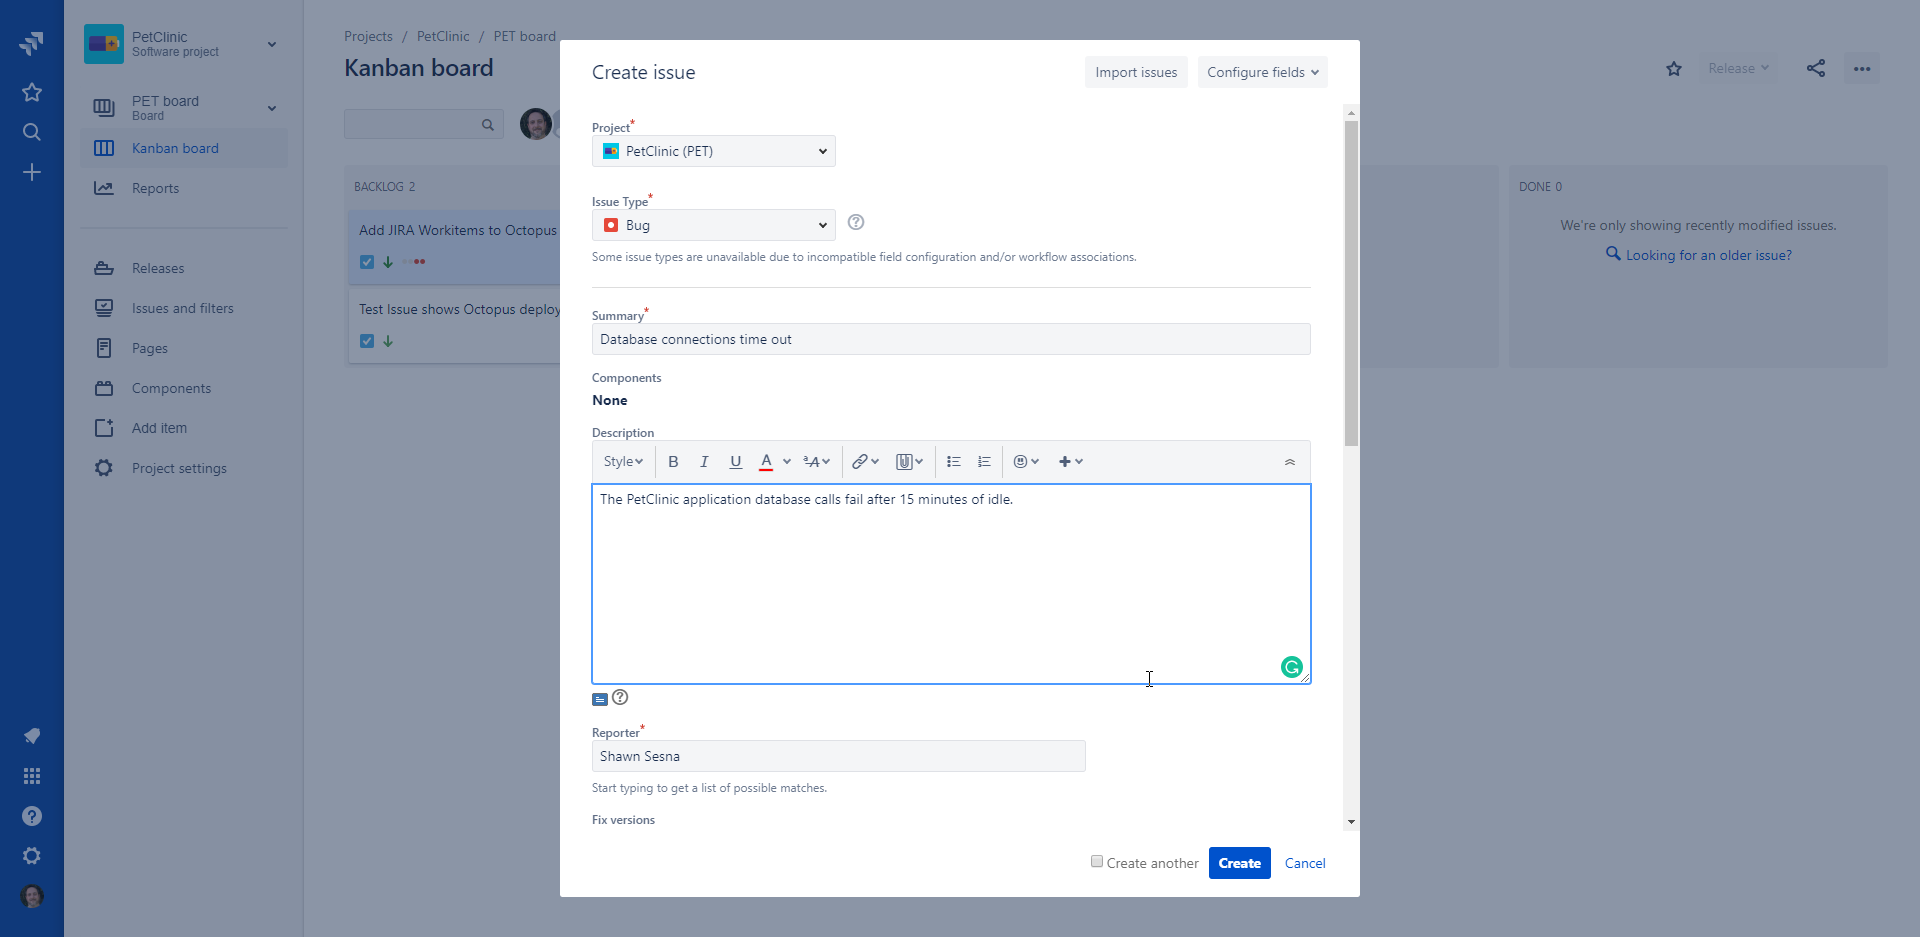 PetClinic
Software project
PET board
Board
Kanban board
Reports
Releases
Issues and filters
Pages
Components
Add item
Project settings
Projects / PetClinic / PET board
Kanban board
Release
BACKLOG 2
Add JIRA Workitems to Octopus
Test Issue shows Octopus deploy
DONE 0
We're only showing recently modified issues.
Looking for an older issue?
Create issue
Import issues
Configure fields
Project*
PetClinic (PET)
Issue Type*
Bug
Some issue types are unavailable due to incompatible field configuration and/or workflow associations.
Summary*
Database connections time out
Components
None
Description
Style B I U A ªA
The PetClinic application database calls fail after 15 minutes of idle.
Reporter*
Shawn Sesna
Start typing to get a list of possible matches.
Fix versions
Create another Create Cancel